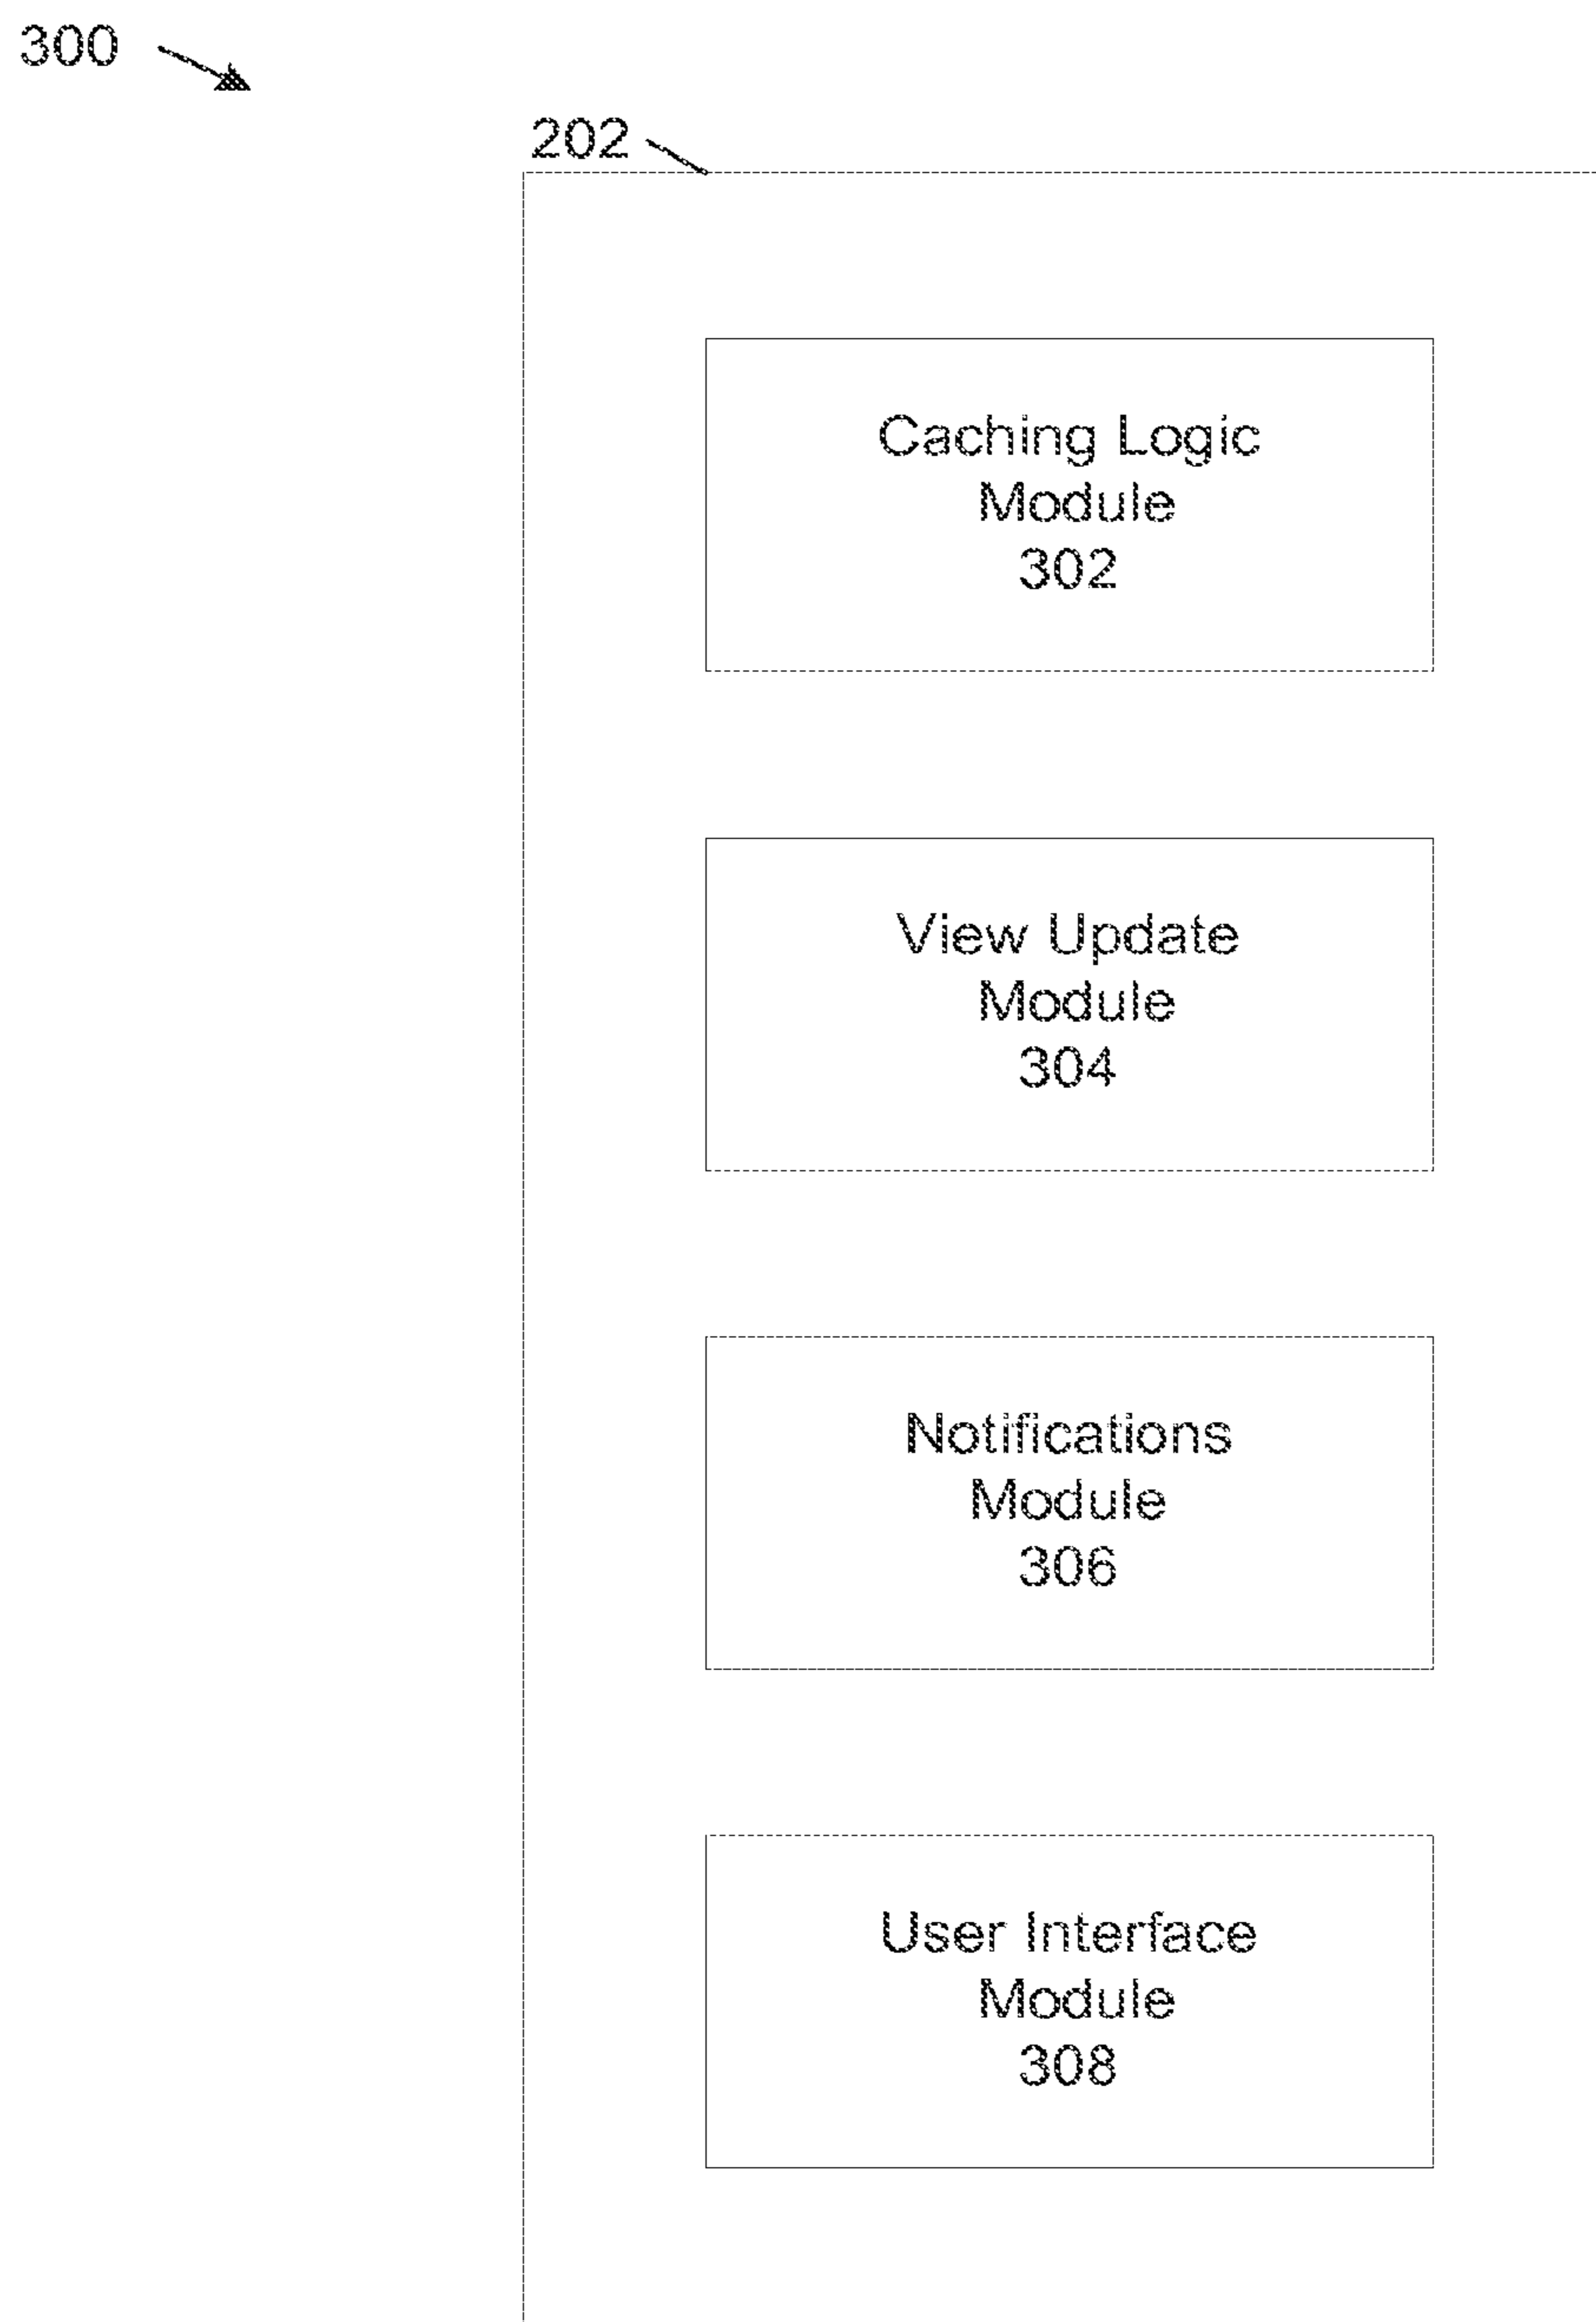 300
202
Caching Logic
Module
302
View Update
Module
304
Notifications
Module
306
User Interface
Module
308